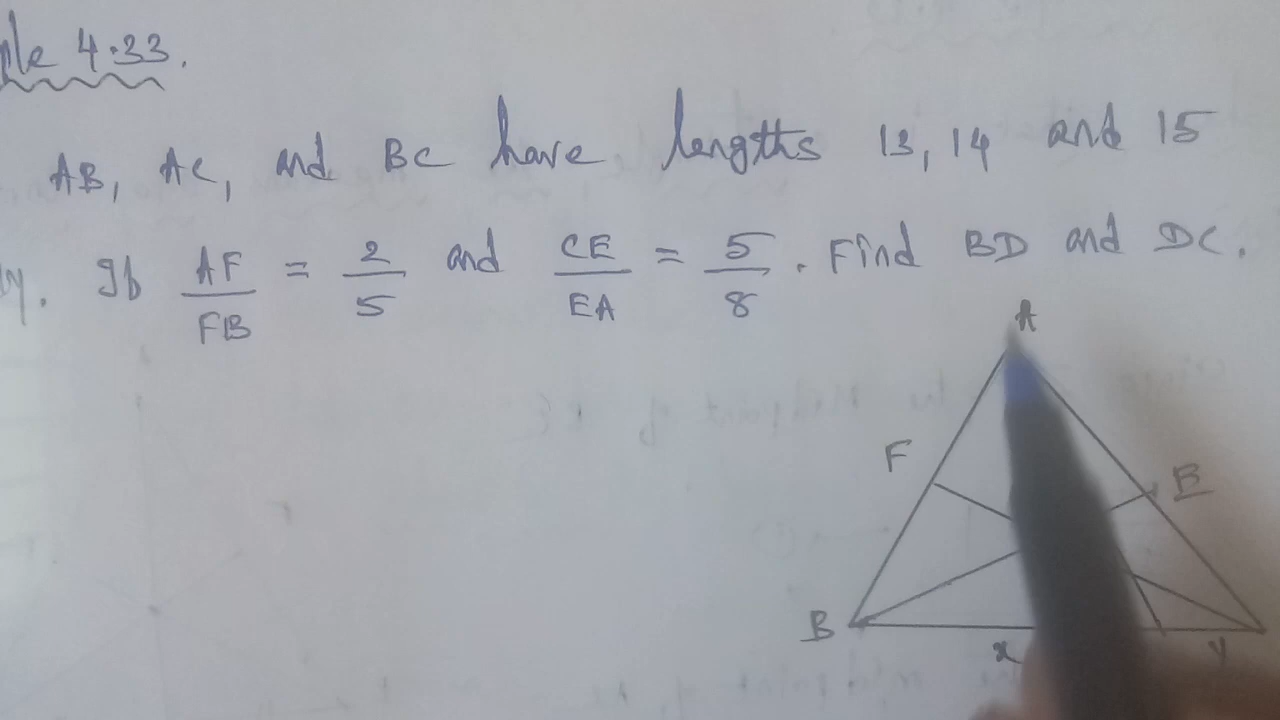 ple 4.33.
AB, AC, and BC have lengths 13, 14 and 15
ly. If AF/FB = 2/5 and CE/EA = 5/8. Find BD and DC.
A
F
E
B
x
y